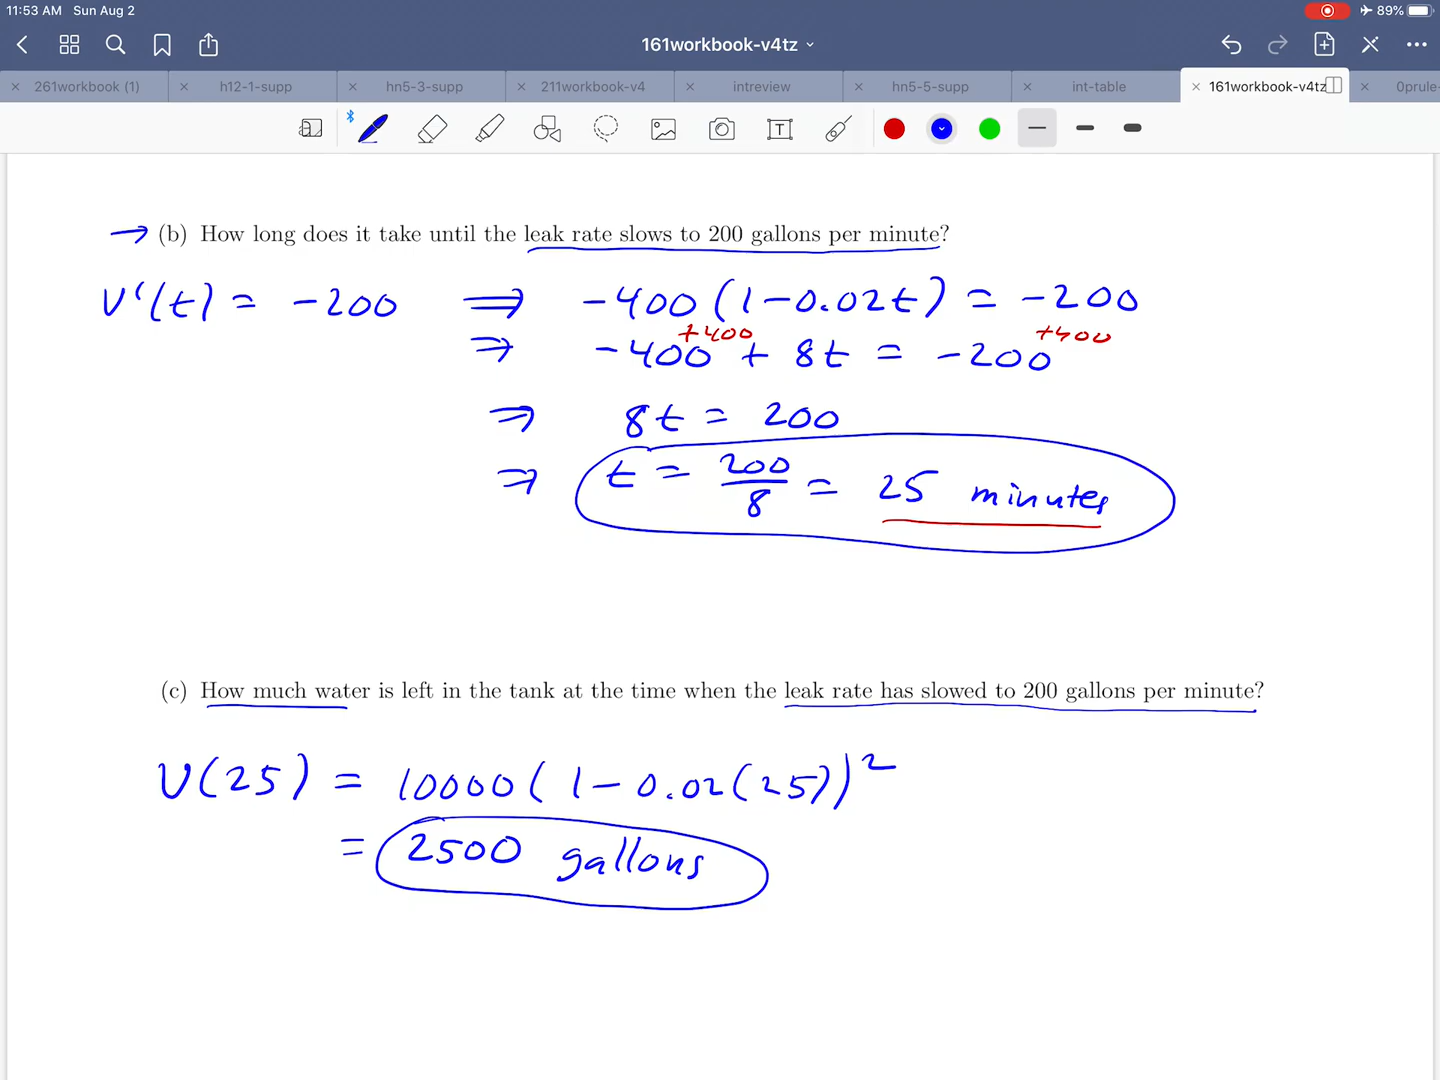 11:53 AM Sun Aug 2
89%
161workbook-v4tz
261workbook (1)
h12-1-supp
hn5-3-supp
211workbook-v4
intreview
hn5-5-supp
int-table
161workbook-v4tz
0prule-
T
(b) How long does it take until the leak rate slows to 200 gallons per minute?
V'(t) = -200 ⟹ -400(1-0.02t) = -200
+400 +400
⇒ -400 + 8t = -200
⇒ 8t = 200
⇒ t = 200/8 = 25 minutes
(c) How much water is left in the tank at the time when the leak rate has slowed to 200 gallons per minute?
V(25) = 10000(1-0.02(25))²
= 2500 gallons